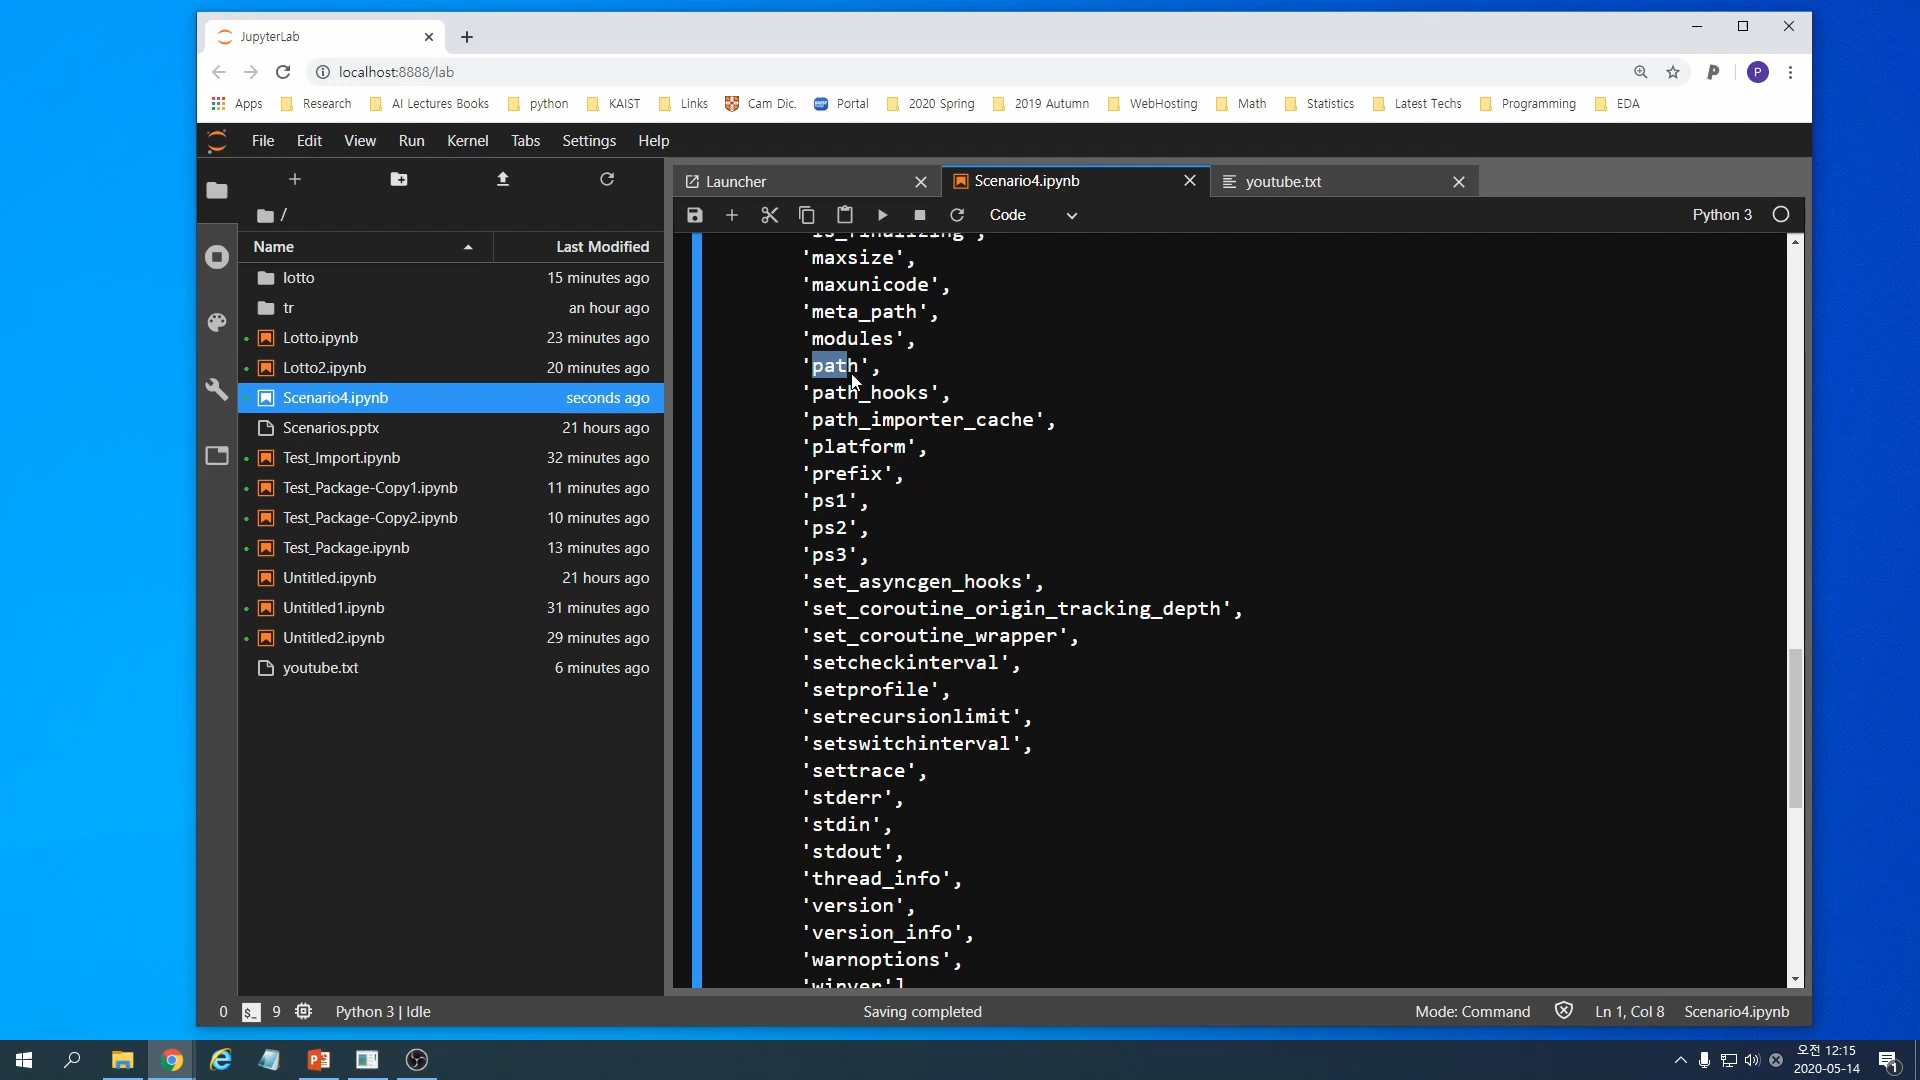 JupyterLab
localhost:8888/lab
P
P
Apps Research AI Lectures Books python KAIST Links Cam Dic. Portal 2020 Spring 2019 Autumn WebHosting Math Statistics Latest Techs Programming EDA
File Edit View Run Kernel Tabs Settings Help
Launcher Scenario4.ipynb youtube.txt
Code Python 3
/
Name Last Modified
lotto 15 minutes ago
tr an hour ago
Lotto.ipynb 23 minutes ago
Lotto2.ipynb 20 minutes ago
Scenario4.ipynb seconds ago
Scenarios.pptx 21 hours ago
Test_Import.ipynb 32 minutes ago
Test_Package-Copy1.ipynb 11 minutes ago
Test_Package-Copy2.ipynb 10 minutes ago
Test_Package.ipynb 13 minutes ago
Untitled.ipynb 21 hours ago
Untitled1.ipynb 31 minutes ago
Untitled2.ipynb 29 minutes ago
youtube.txt 6 minutes ago
'is_finalizing',
'maxsize',
'maxunicode',
'meta_path',
'modules',
'path',
'path_hooks',
'path_importer_cache',
'platform',
'prefix',
'ps1',
'ps2',
'ps3',
'set_asyncgen_hooks',
'set_coroutine_origin_tracking_depth',
'set_coroutine_wrapper',
'setcheckinterval',
'setprofile',
'setrecursionlimit',
'setswitchinterval',
'settrace',
'stderr',
'stdin',
'stdout',
'thread_info',
'version',
'version_info',
'warnoptions',
'winver']
0 $_ 9 Python 3 | Idle Saving completed Mode: Command Ln 1, Col 8 Scenario4.ipynb
오전 12:15
2020-05-14
1